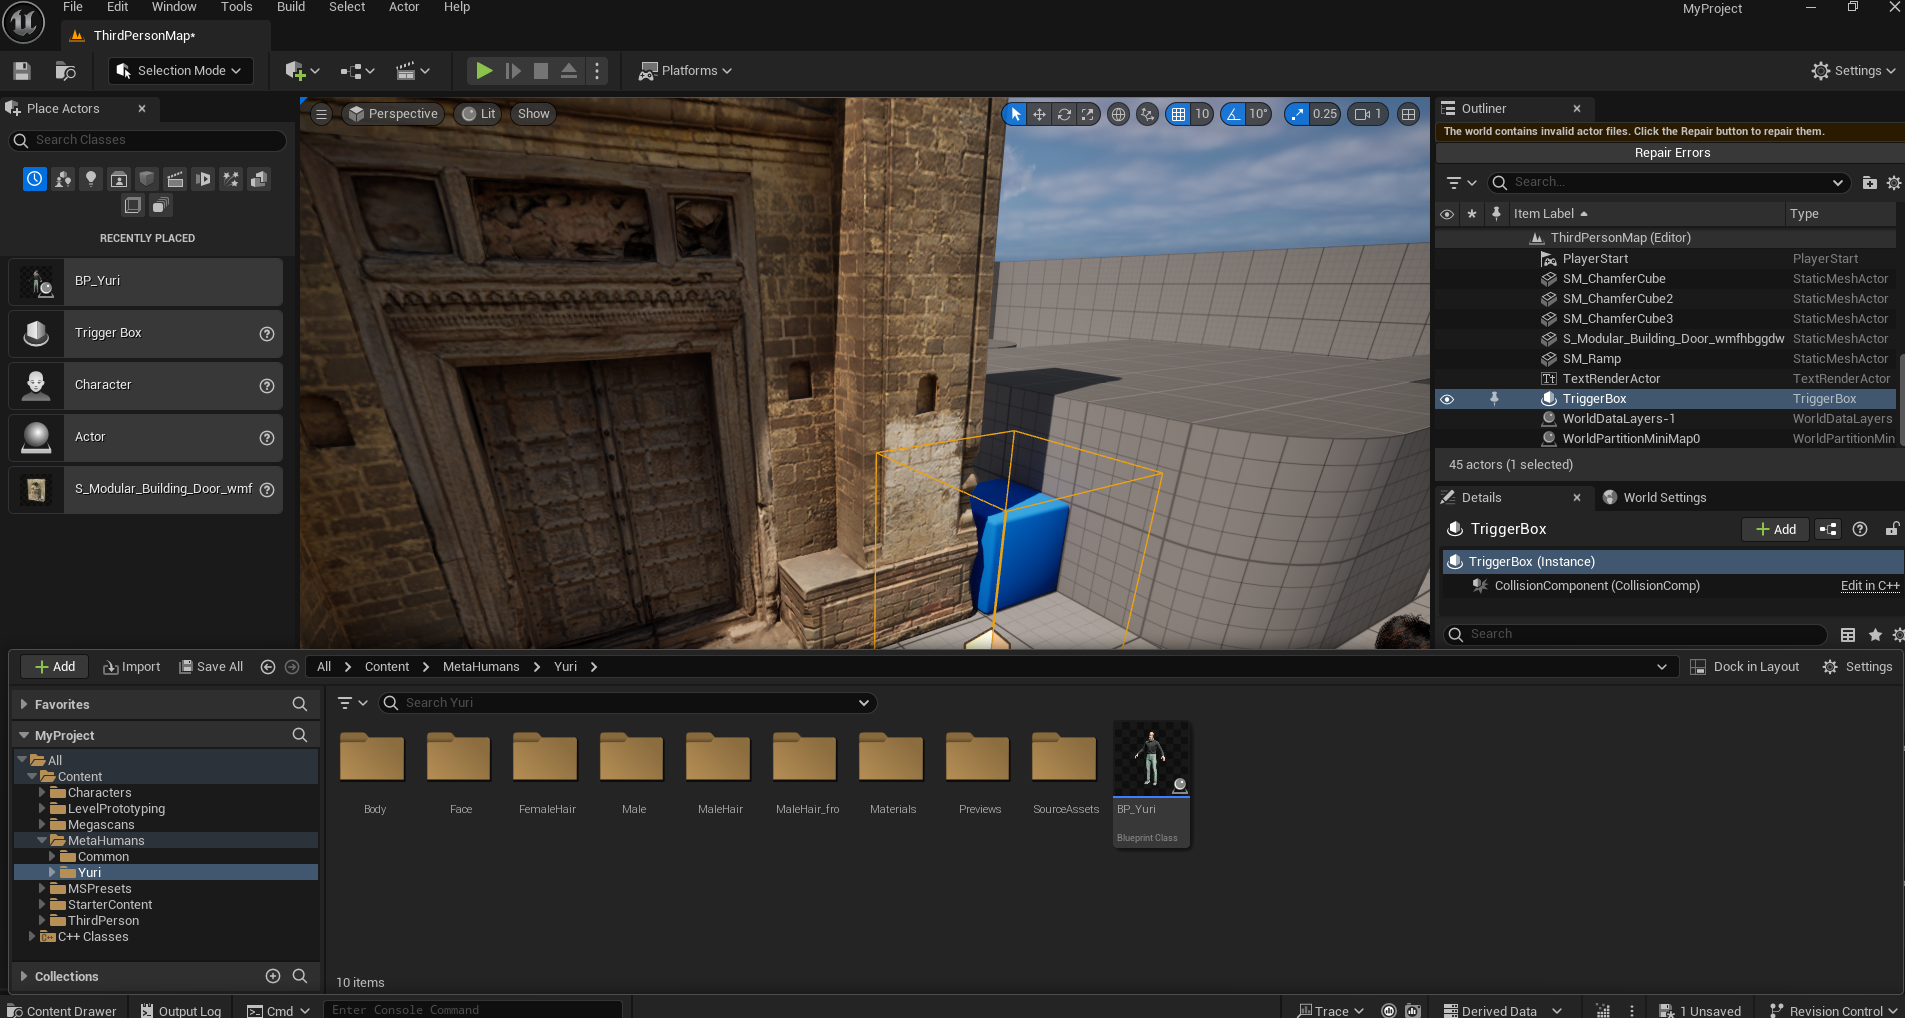 File Edit Window Tools Build Select Actor Help
MyProject
ThirdPersonMap*
Selection Mode
Platforms
Settings
Place Actors
Search Classes
RECENTLY PLACED
BP_Yuri
Trigger Box
Character
Actor
S_Modular_Building_Door_wmf
Perspective Lit Show
10 10° 0.25 1
Outliner
The world contains invalid actor files. Click the Repair button to repair them.
Repair Errors
Search...
Item Label Type
ThirdPersonMap (Editor)
PlayerStart PlayerStart
SM_ChamferCube StaticMeshActor
SM_ChamferCube2 StaticMeshActor
SM_ChamferCube3 StaticMeshActor
S_Modular_Building_Door_wmfhbggdw StaticMeshActor
SM_Ramp StaticMeshActor
TextRenderActor TextRenderActor
TriggerBox TriggerBox
WorldDataLayers-1 WorldDataLayers
WorldPartitionMiniMap0 WorldPartitionMin
45 actors (1 selected)
Details World Settings
TriggerBox
Add
TriggerBox (Instance)
CollisionComponent (CollisionComp) Edit in C++
Search
Add Import Save All All Content MetaHumans Yuri Dock in Layout Settings
Favorites
MyProject
All
Content
Characters
LevelPrototyping
Megascans
MetaHumans
Common
Yuri
MSPresets
StarterContent
ThirdPerson
C++ Classes
Collections
Search Yuri
Body Face FemaleHair Male MaleHair MaleHair_fro Materials Previews SourceAssets BP_Yuri
Blueprint Class
10 items
Content Drawer Output Log Cmd Enter Console Command Trace Derived Data 1 Unsaved Revision Control